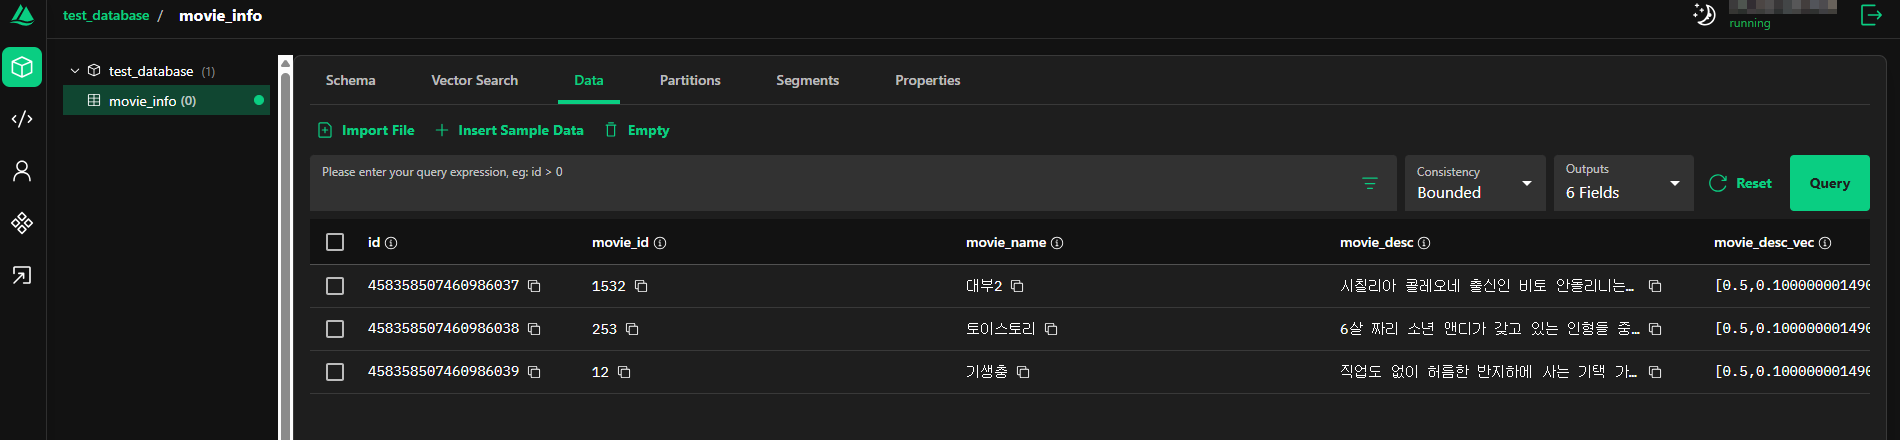 test_database / movie_info
running
test_database (1)
movie_info (0)
Schema Vector Search Data Partitions Segments Properties
Import File Insert Sample Data Empty
Please enter your query expression, eg: id > 0
Consistency
Bounded
Outputs
6 Fields
Reset
Query
id movie_id movie_name movie_desc movie_desc_vec
458358507460986037 1532 대부2 시칠리아 콜레오네 출신인 비토 안돌리니는… [0.5,0.100000001490
458358507460986038 253 토이스토리 6살 짜리 소년 앤디가 갖고 있는 인형들 중… [0.5,0.100000001490
458358507460986039 12 기생충 직업도 없이 허름한 반지하에 사는 기택 가… [0.5,0.100000001490